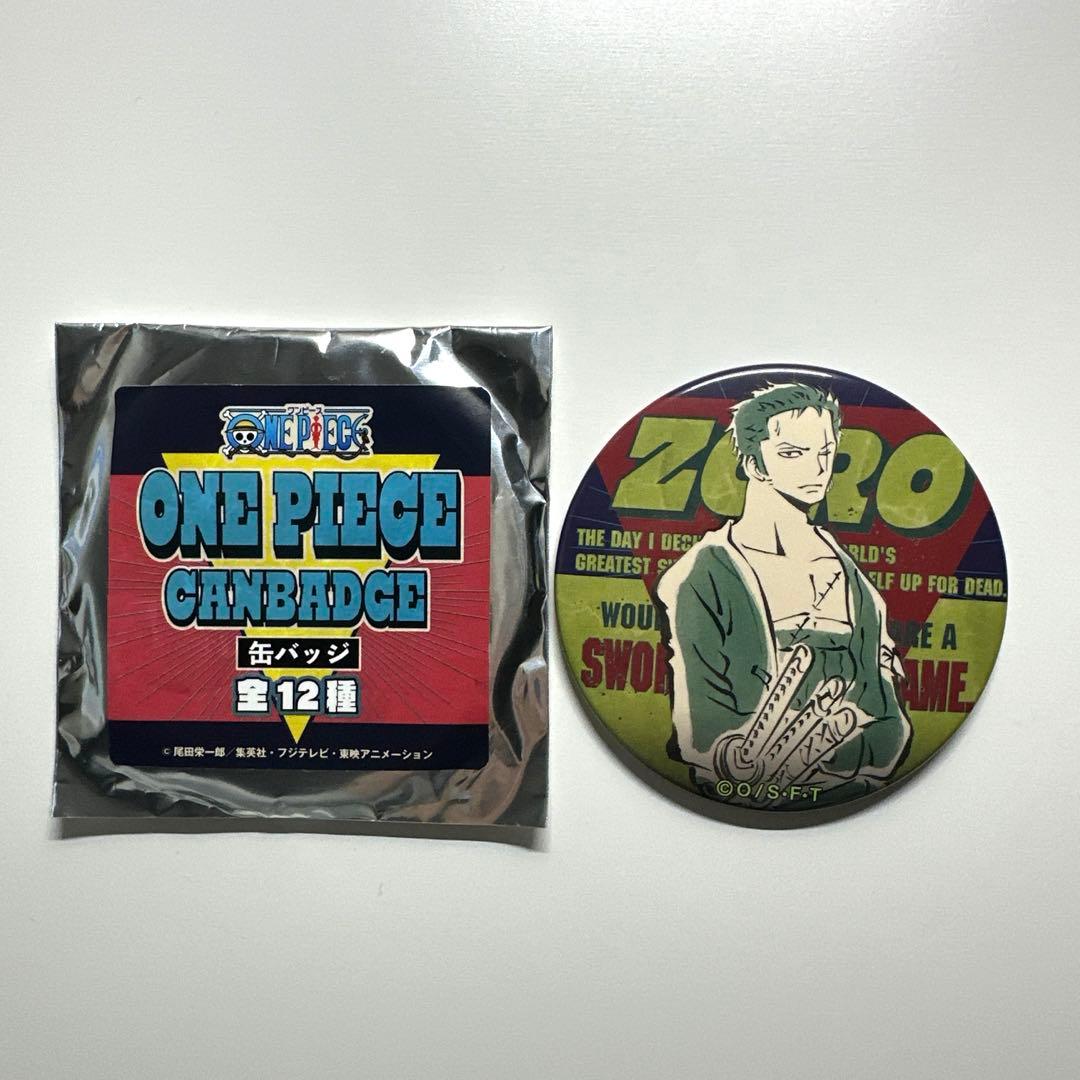 ワンピース
ONE PIECE
ONE PIECE
CANBADGE
缶バッジ
全12種
© 尾田栄一郎／集英社・フジテレビ・東映アニメーション
ZORO
THE DAY I DECI
GREATEST S
ELF UP FOR DEAD.
WOU
RE A
SWOR
AME.
©O/S・F・T